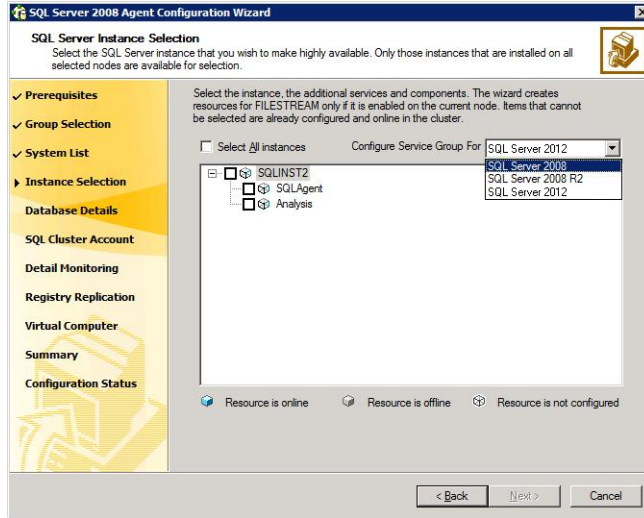 SQL Server 2008 Agent Configuration Wizard
SQL Server Instance Selection
Select the SQL Server instance that you wish to make highly available. Only those instances that are installed on all
selected nodes are available for selection.
Prerequisites
Group Selection
System List
Instance Selection
Database Details
SQL Cluster Account
Detail Monitoring
Registry Replication
Virtual Computer
Summary
Configuration Status
Select the instance, the additional services and components. The wizard creates
resources for FILESTREAM only if it is enabled on the current node. Items that cannot
be selected are already configured and online in the cluster.
Select All instances
Configure Service Group For
SQL Server 2012
SQL Server 2008
SQL Server 2008 R2
SQL Server 2012
SQLINST2
SQLAgent
Analysis
Resource is online
Resource is offline
Resource is not configured
< Back
Next >
Cancel